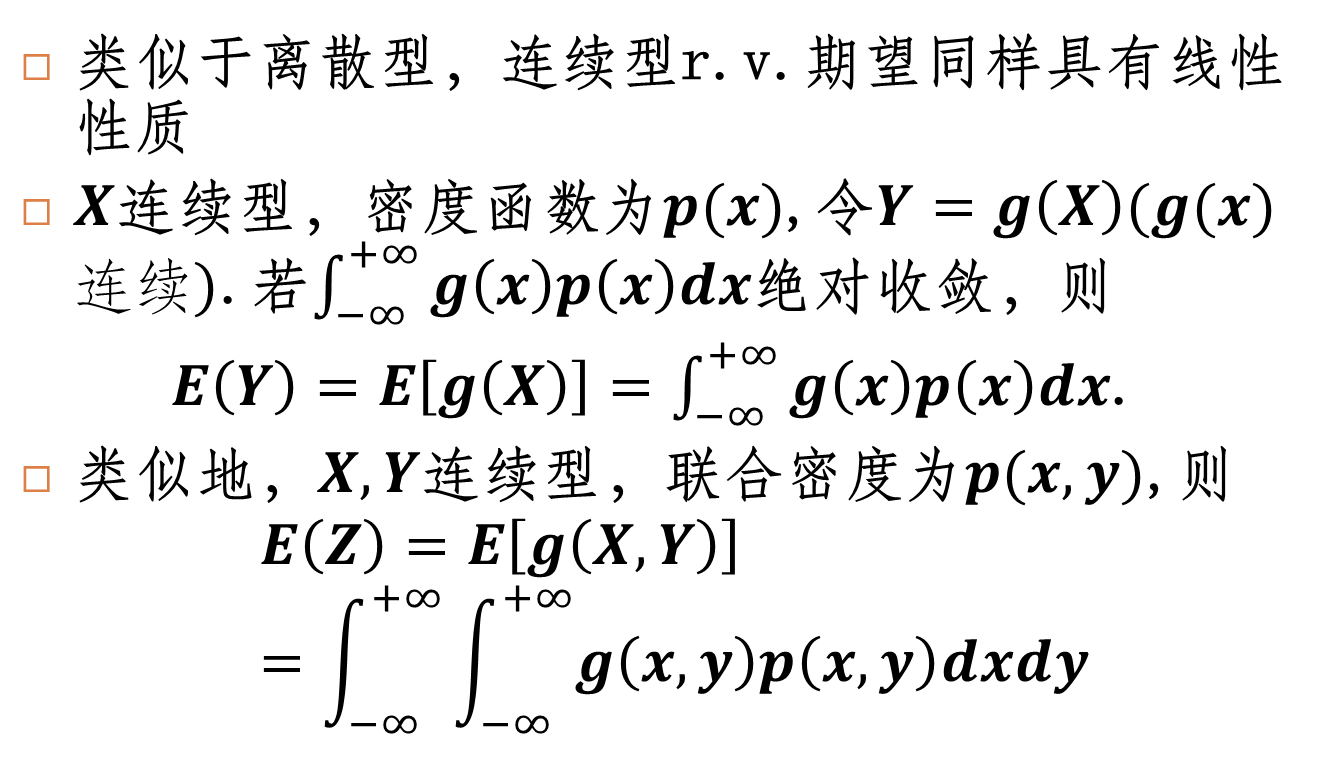 □ 类似于离散型，连续型r.v.期望同样具有线性
性质
□ X连续型，密度函数为p(x),令Y = g(X)(g(x)
连续).若∫_{−∞}^{+∞} g(x)p(x)dx绝对收敛，则
E(Y) = E[g(X)] = ∫_{−∞}^{+∞} g(x)p(x)dx.
□ 类似地，X,Y连续型，联合密度为p(x,y),则
E(Z) = E[g(X,Y)]
= ∫_{−∞}^{+∞} ∫_{−∞}^{+∞} g(x,y)p(x,y)dxdy